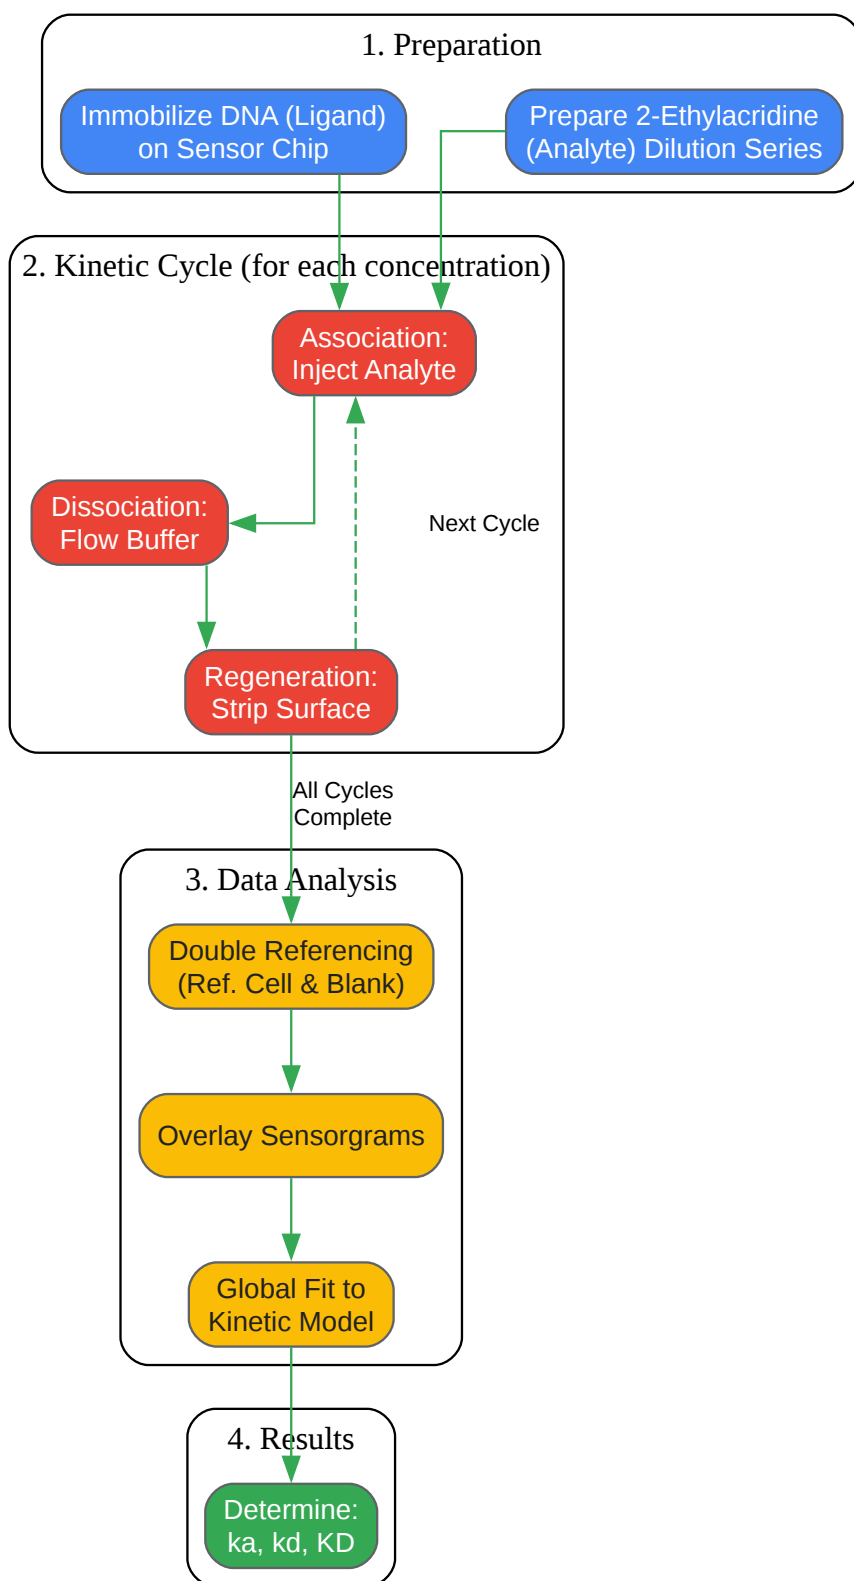 1. Preparation
Immobilize DNA (Ligand)
on Sensor Chip
Prepare 2-Ethylacridine
(Analyte) Dilution Series
2. Kinetic Cycle (for each concentration)
Association:
Inject Analyte
Dissociation:
Flow Buffer
Next Cycle
Regeneration:
Strip Surface
All Cycles
Complete
3. Data Analysis
Double Referencing
(Ref. Cell & Blank)
Overlay Sensorgrams
Global Fit to
Kinetic Model
4. Results
Determine:
ka, kd, KD